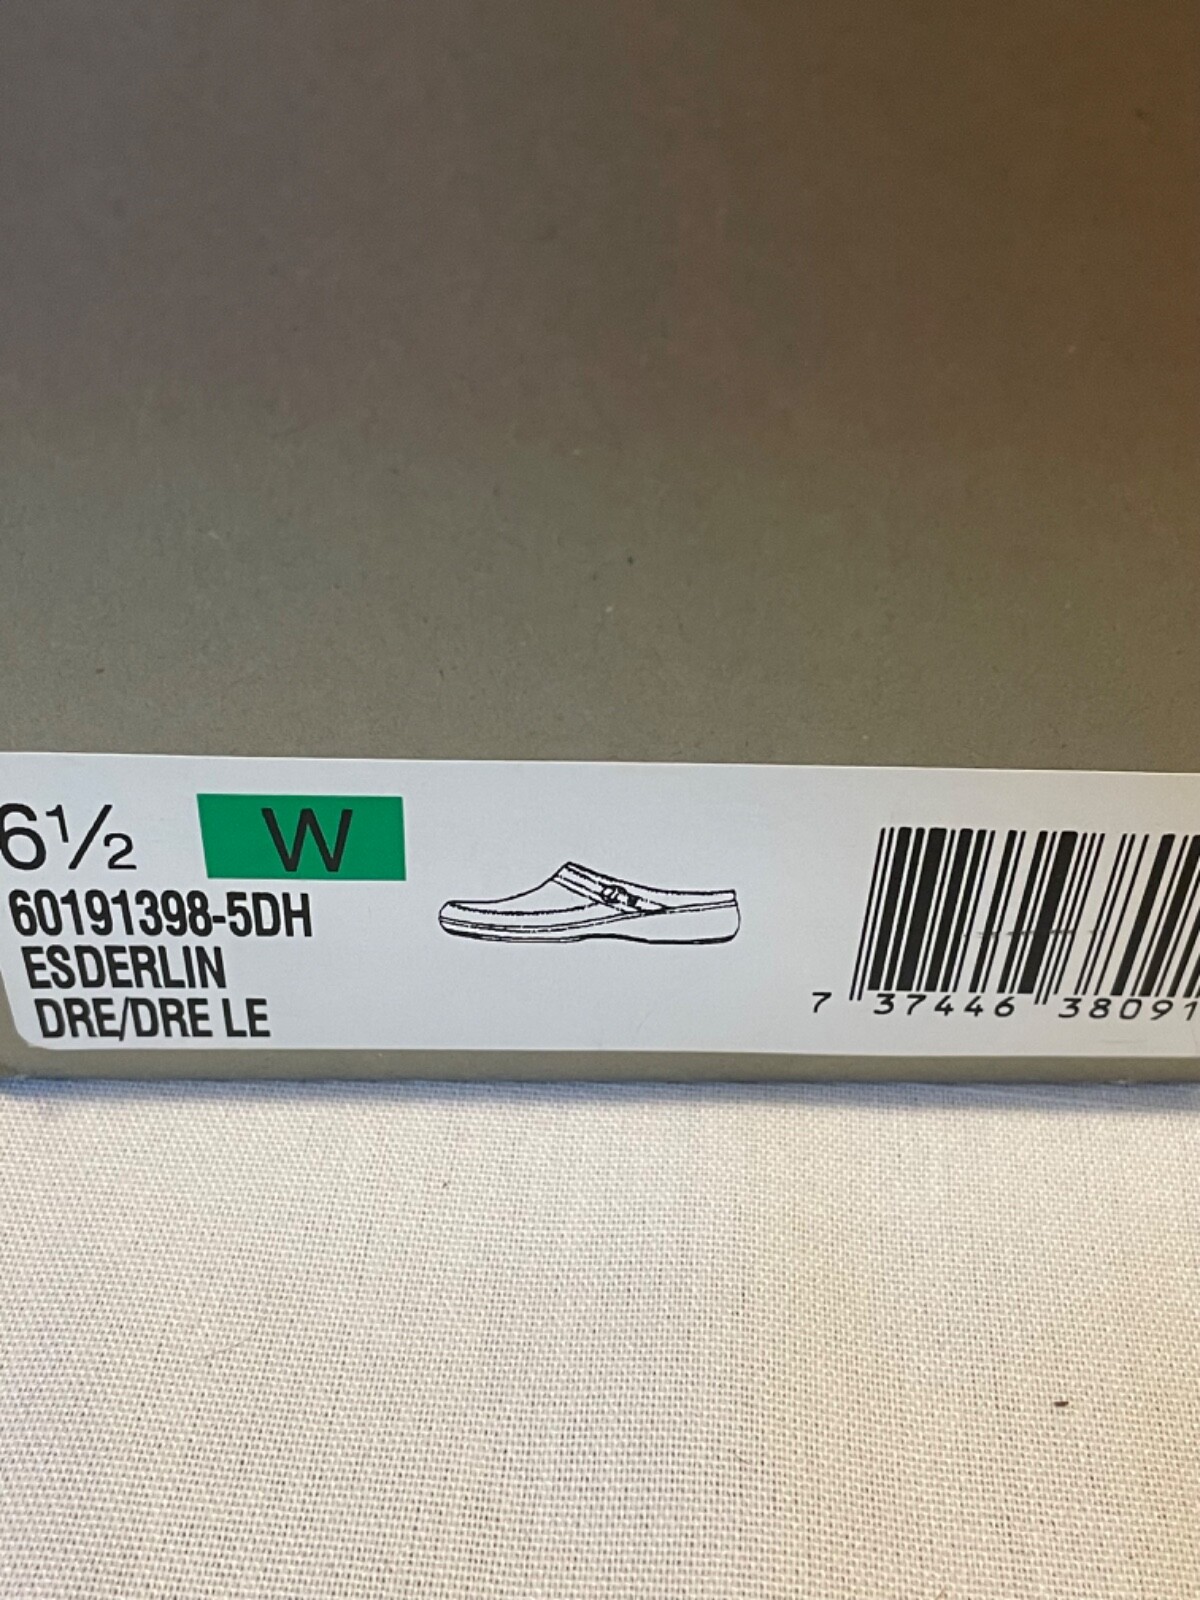 6½ W
60191398-5DH
ESDERLIN
DRE/DRE LE
7 37446 38091